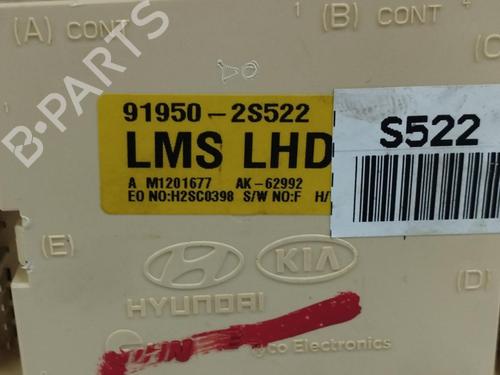 (A) CONT
(B) CONT
(C)
B-PARTS
91950-2S522
LMS LHD
A M1201677 AK-62992
EO NO:H2SC0398 S/W NO:F H/
S522
(E)
(D)
KIA
HYUNDAI
Electronics